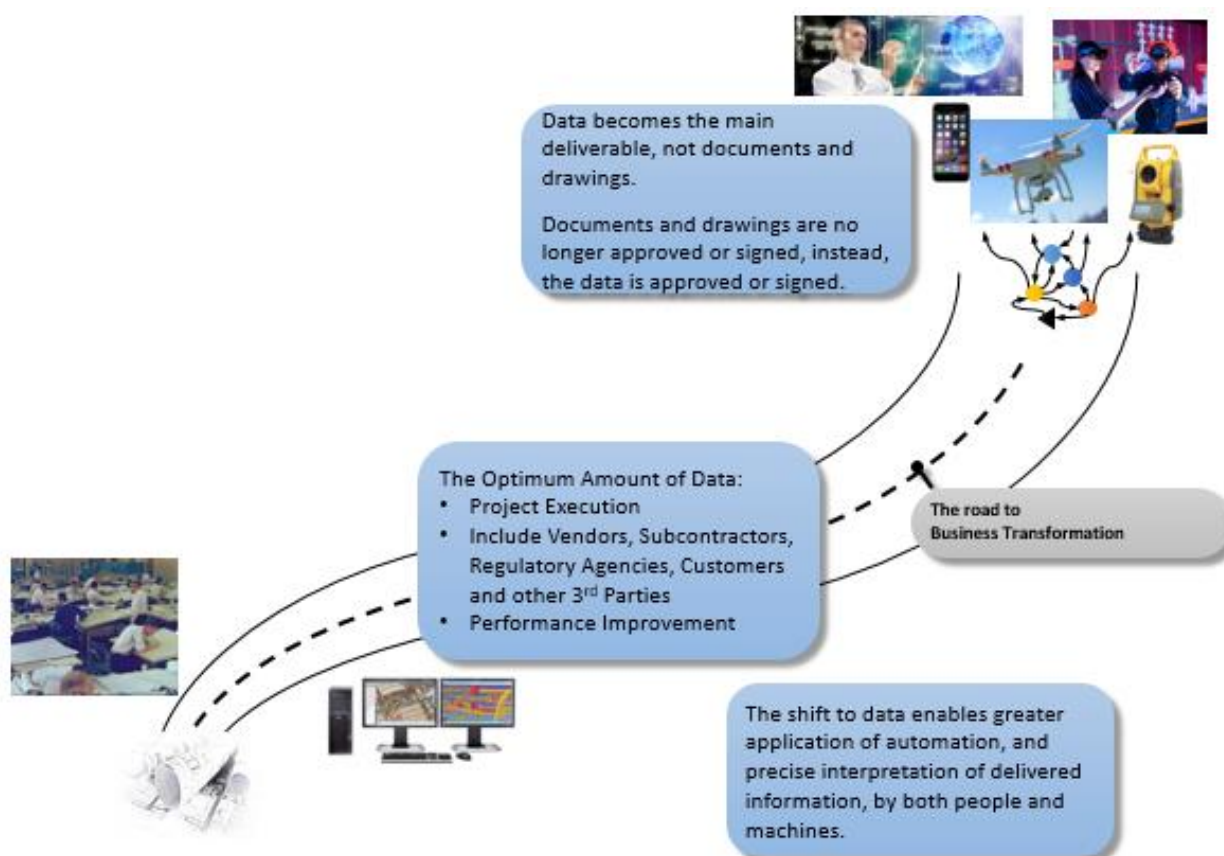 Data becomes the main
deliverable, not documents and
drawings.
Documents and drawings are no
longer approved or signed, instead,
the data is approved or signed.
The Optimum Amount of Data:
• Project Execution
• Include Vendors, Subcontractors,
Regulatory Agencies, Customers
and other 3rd Parties
• Performance Improvement
The road to
Business Transformation
The shift to data enables greater
application of automation, and
precise interpretation of delivered
information, by both people and
machines.